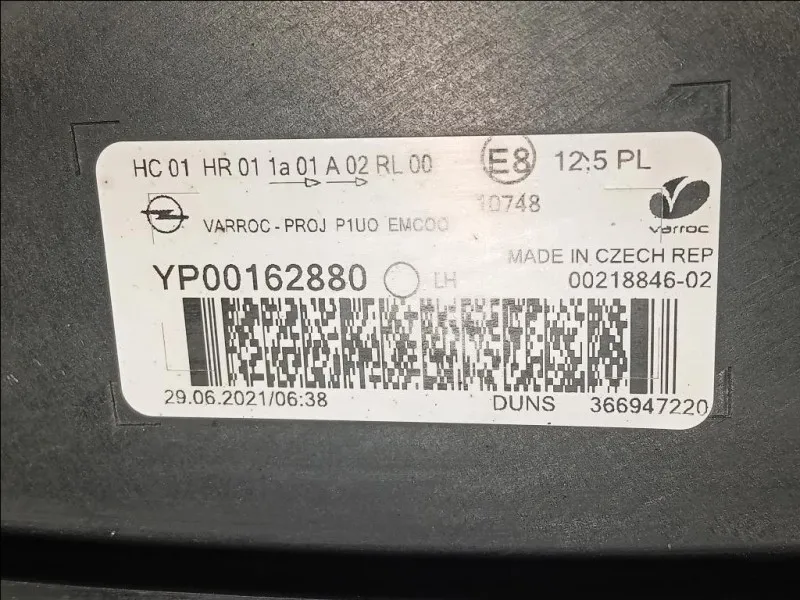 HC 01 HR 01 1a 01 A 02 RL 00 E8 12,5 PL
10748
VARROC - PROJ P1UO EMCOO
varroc
MADE IN CZECH REP
YP00162880 LH 00218846-02
29.06.2021/06:38 DUNS 366947220